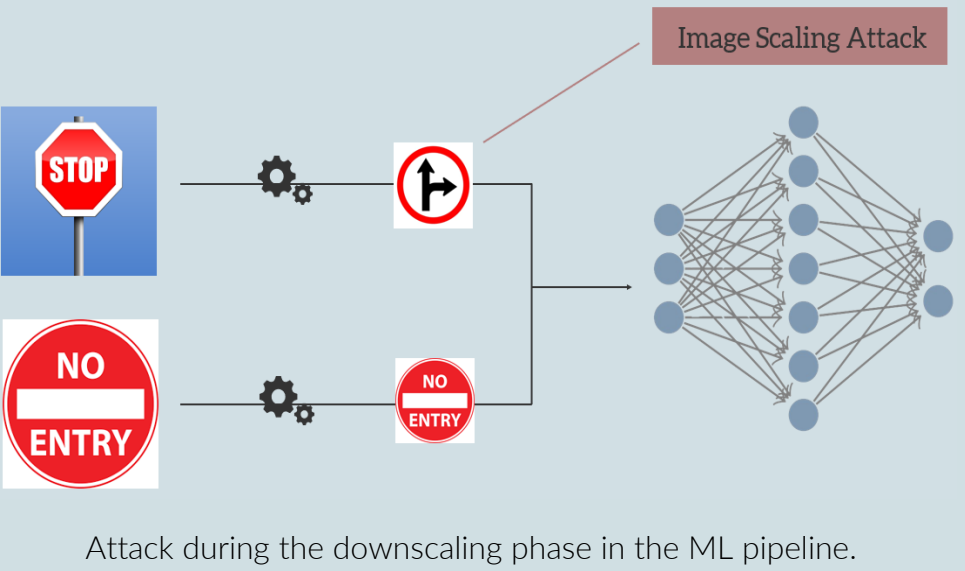 Image Scaling Attack
STOP
NO
ENTRY
NO
ENTRY
Attack during the downscaling phase in the ML pipeline.